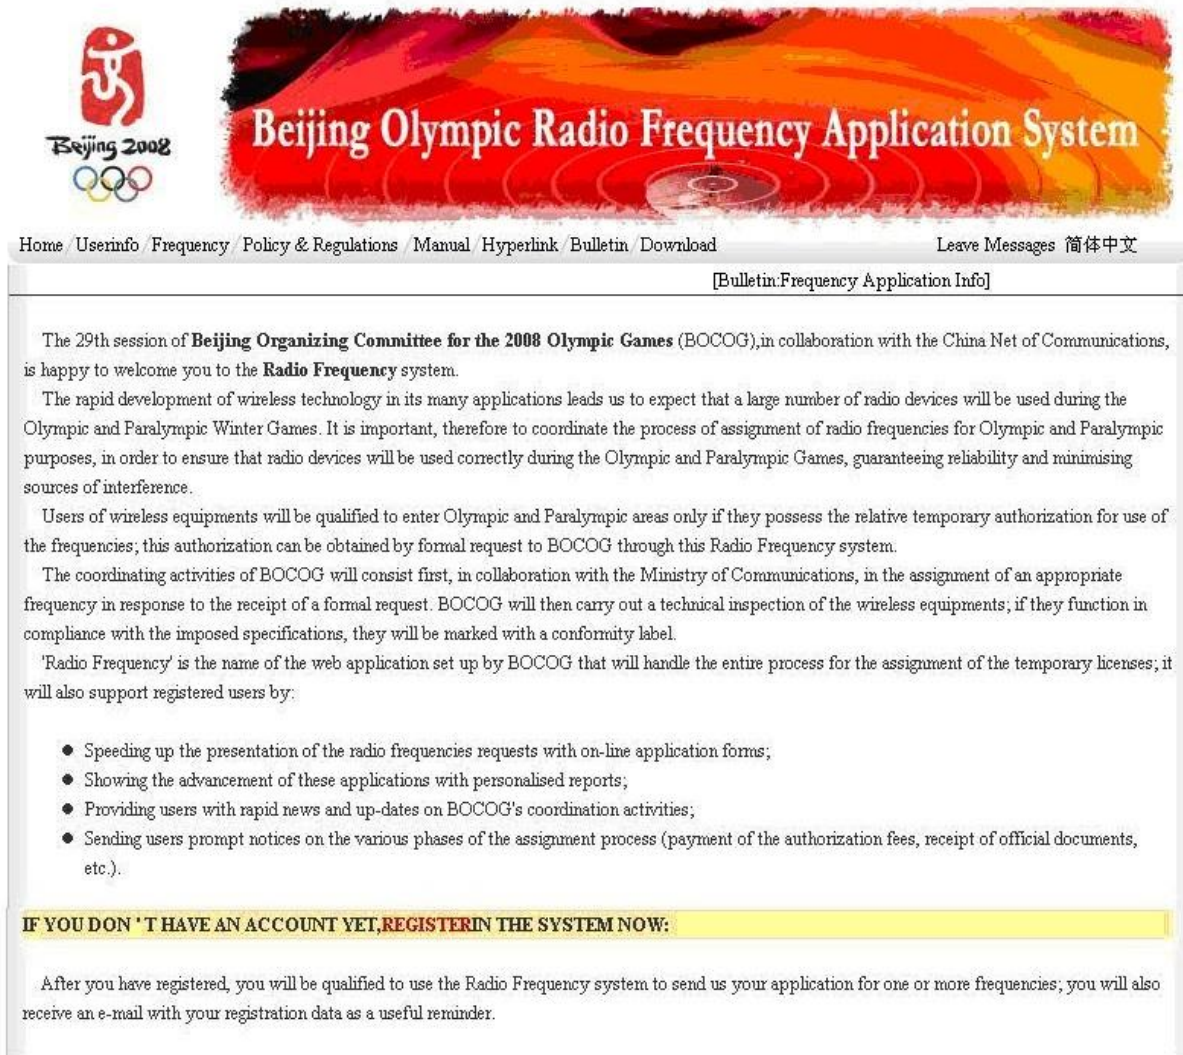 Beijing 2008
Beijing Olympic Radio Frequency Application System
Home / Userinfo / Frequency / Policy & Regulations / Manual / Hyperlink / Bulletin / Download Leave Messages 简体中文
[Bulletin:Frequency Application Info]
The 29th session of Beijing Organizing Committee for the 2008 Olympic Games (BOCOG),in collaboration with the China Net of Communications,
is happy to welcome you to the Radio Frequency system.
The rapid development of wireless technology in its many applications leads us to expect that a large number of radio devices will be used during the
Olympic and Paralympic Winter Games. It is important, therefore to coordinate the process of assignment of radio frequencies for Olympic and Paralympic
purposes, in order to ensure that radio devices will be used correctly during the Olympic and Paralympic Games, guaranteeing reliability and minimising
sources of interference.
Users of wireless equipments will be qualified to enter Olympic and Paralympic areas only if they possess the relative temporary authorization for use of
the frequencies; this authorization can be obtained by formal request to BOCOG through this Radio Frequency system.
The coordinating activities of BOCOG will consist first, in collaboration with the Ministry of Communications, in the assignment of an appropriate
frequency in response to the receipt of a formal request. BOCOG will then carry out a technical inspection of the wireless equipments; if they function in
compliance with the imposed specifications, they will be marked with a conformity label.
'Radio Frequency' is the name of the web application set up by BOCOG that will handle the entire process for the assignment of the temporary licenses; it
will also support registered users by:
● Speeding up the presentation of the radio frequencies requests with on-line application forms;
● Showing the advancement of these applications with personalised reports;
● Providing users with rapid news and up-dates on BOCOG's coordination activities;
● Sending users prompt notices on the various phases of the assignment process (payment of the authorization fees, receipt of official documents,
etc.).
IF YOU DON ' T HAVE AN ACCOUNT YET,REGISTERIN THE SYSTEM NOW:
After you have registered, you will be qualified to use the Radio Frequency system to send us your application for one or more frequencies; you will also
receive an e-mail with your registration data as a useful reminder.